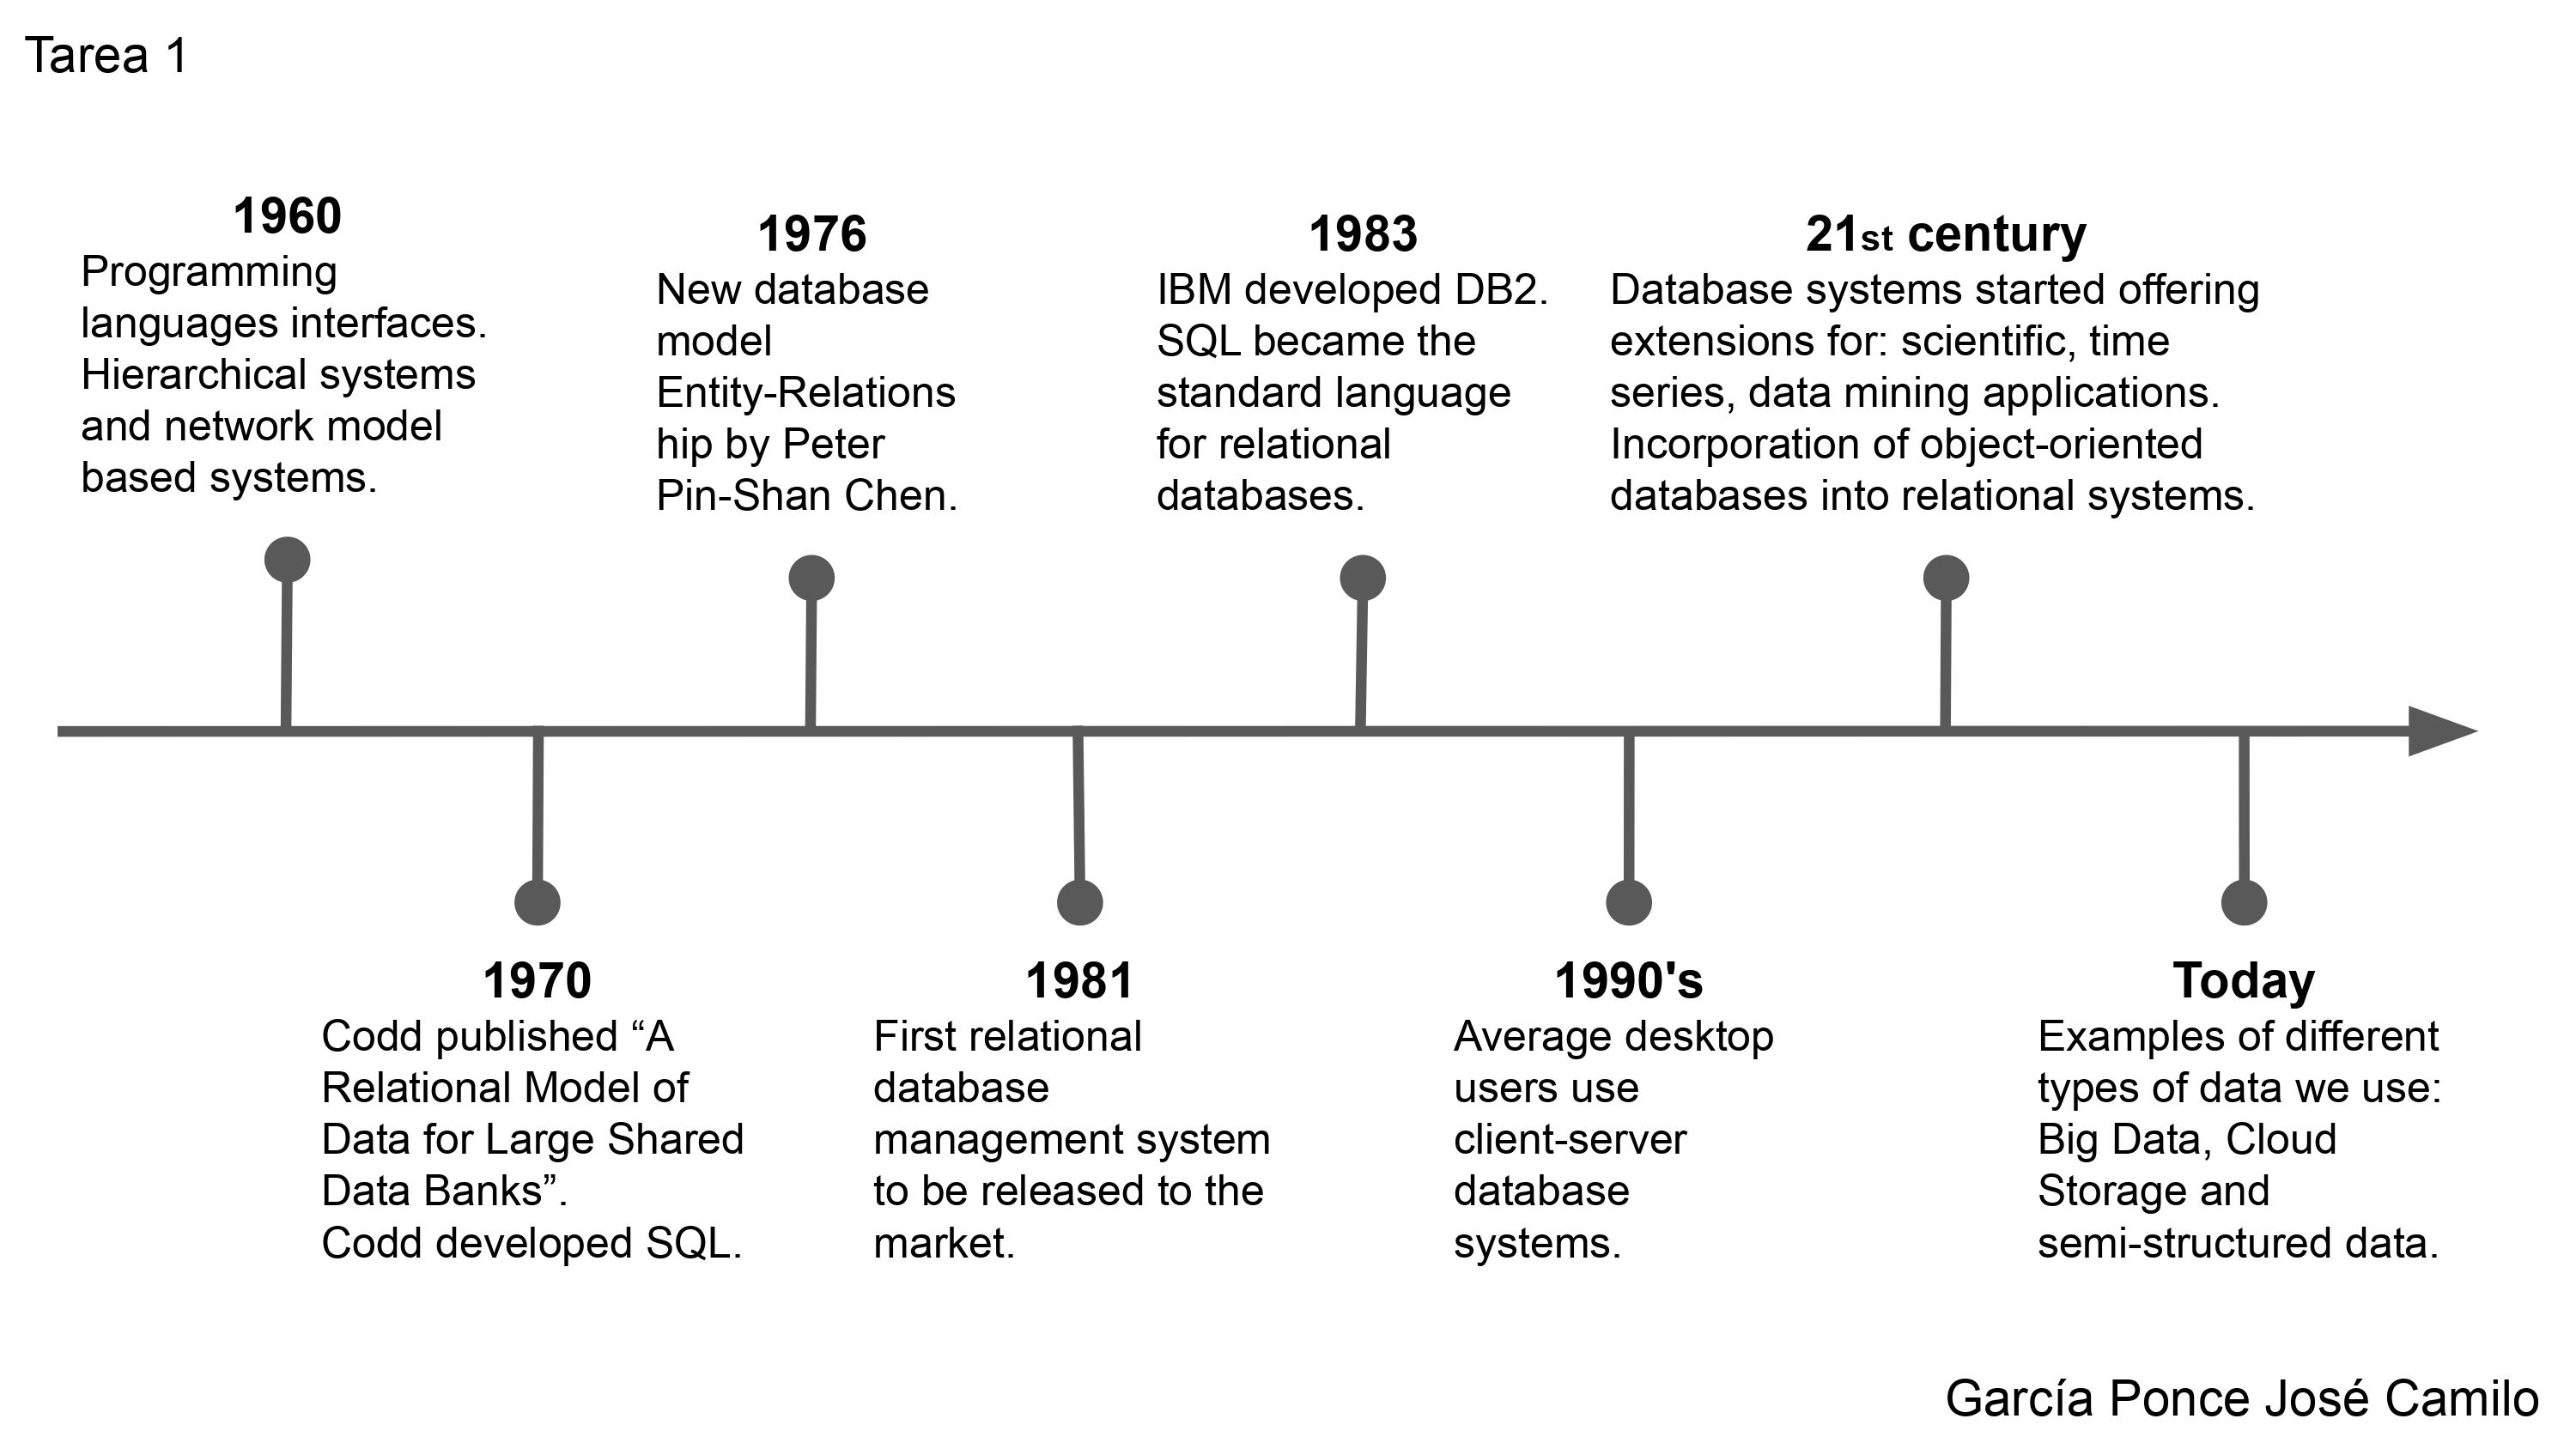 Tarea 1
1960
Programming
languages interfaces.
Hierarchical systems
and network model
based systems.
1976
New database
model
Entity-Relations
hip by Peter
Pin-Shan Chen.
1983
IBM developed DB2.
SQL became the
standard language
for relational
databases.
21st century
Database systems started offering
extensions for: scientific, time
series, data mining applications.
Incorporation of object-oriented
databases into relational systems.
1970
Codd published “A
Relational Model of
Data for Large Shared
Data Banks”.
Codd developed SQL.
1981
First relational
database
management system
to be released to the
market.
1990's
Average desktop
users use
client-server
database
systems.
Today
Examples of different
types of data we use:
Big Data, Cloud
Storage and
semi-structured data.
García Ponce José Camilo